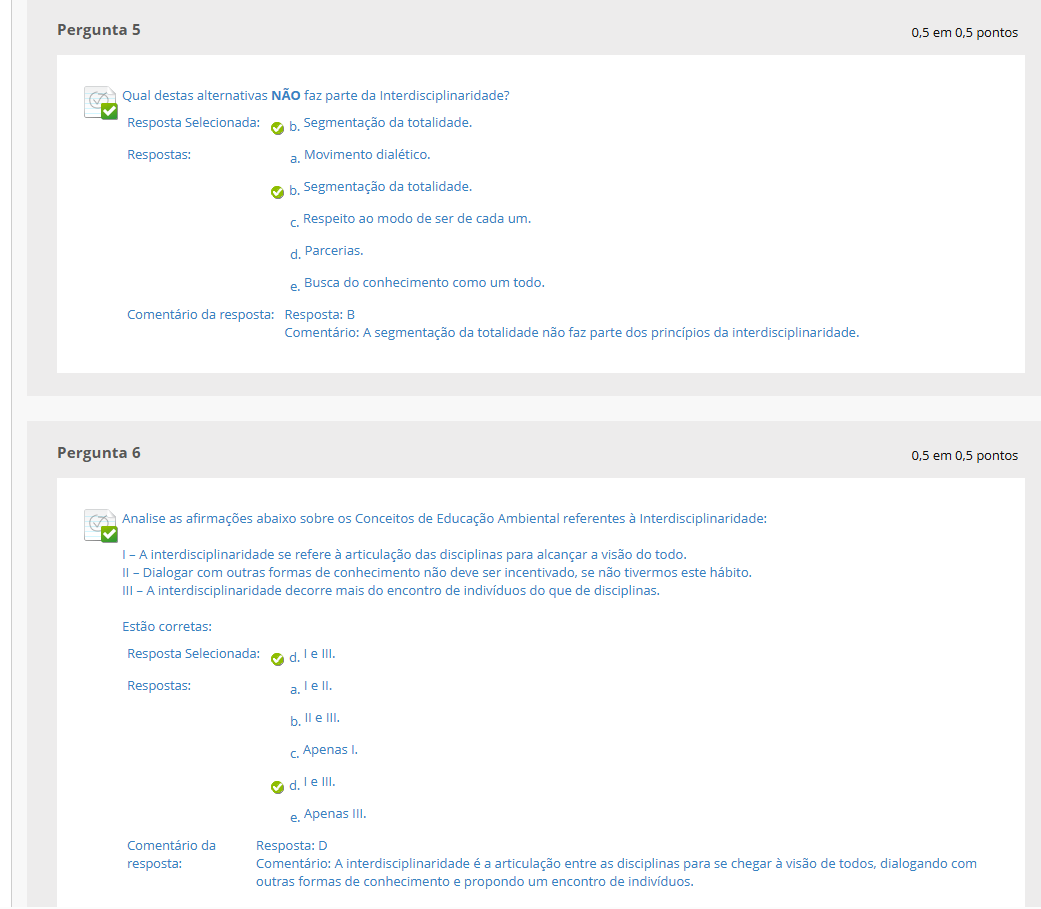 Pergunta 5
0,5 em 0,5 pontos
Qual destas alternativas NÃO faz parte da Interdisciplinaridade?
Resposta Selecionada: b. Segmentação da totalidade.
Respostas: a. Movimento dialético.
b. Segmentação da totalidade.
c. Respeito ao modo de ser de cada um.
d. Parcerias.
e. Busca do conhecimento como um todo.
Comentário da resposta: Resposta: B
Comentário: A segmentação da totalidade não faz parte dos princípios da interdisciplinaridade.
Pergunta 6
0,5 em 0,5 pontos
Analise as afirmações abaixo sobre os Conceitos de Educação Ambiental referentes à Interdisciplinaridade:
I – A interdisciplinaridade se refere à articulação das disciplinas para alcançar a visão do todo.
II – Dialogar com outras formas de conhecimento não deve ser incentivado, se não tivermos este hábito.
III – A interdisciplinaridade decorre mais do encontro de indivíduos do que de disciplinas.
Estão corretas:
Resposta Selecionada: d. I e III.
Respostas: a. I e II.
b. II e III.
c. Apenas I.
d. I e III.
e. Apenas III.
Comentário da resposta: Resposta: D
Comentário: A interdisciplinaridade é a articulação entre as disciplinas para se chegar à visão de todos, dialogando com
outras formas de conhecimento e propondo um encontro de indivíduos.